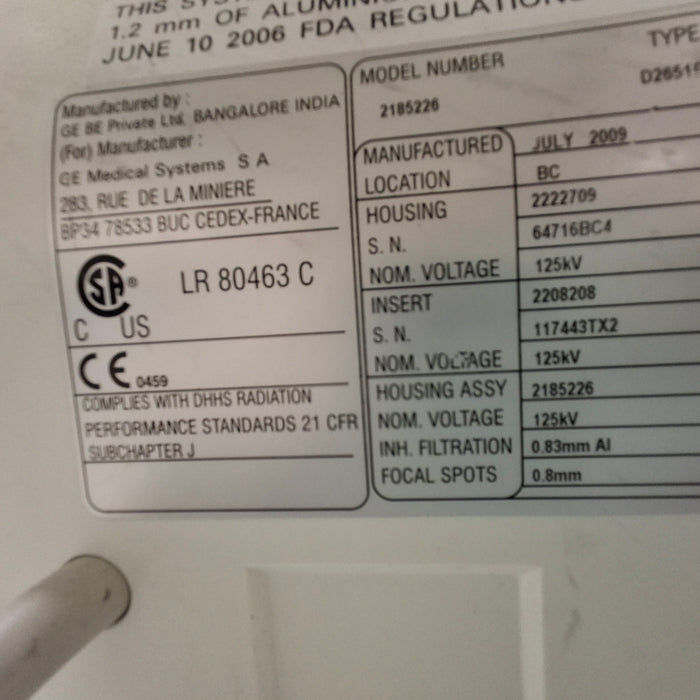 THIS
1.2 mm OF
JUNE 10 2006 FDA
Manufactured by :
GE BE Private Ltd, BANGALORE INDIA
(For) Manufacturer :
GE Medical Systems S A
283, RUE DE LA MINIERE
BP34 78533 BUC CEDEX-FRANCE
SA ®
C US
LR 80463 C
CE 0459
COMPLIES WITH DHHS RADIATION
PERFORMANCE STANDARDS 21 CFR
SUBCHAPTER J
MODEL NUMBER
2185226
TYPE
MANUFACTURED JULY 2009
LOCATION BC
HOUSING 2222709
S. N. 64716BC4
NOM. VOLTAGE 125kV
INSERT 2208208
S. N. 117443TX2
NOM. VOLTAGE 125kV
HOUSING ASSY 2185226
NOM. VOLTAGE 125kV
INH. FILTRATION 0.83mm Al
FOCAL SPOTS 0.8mm